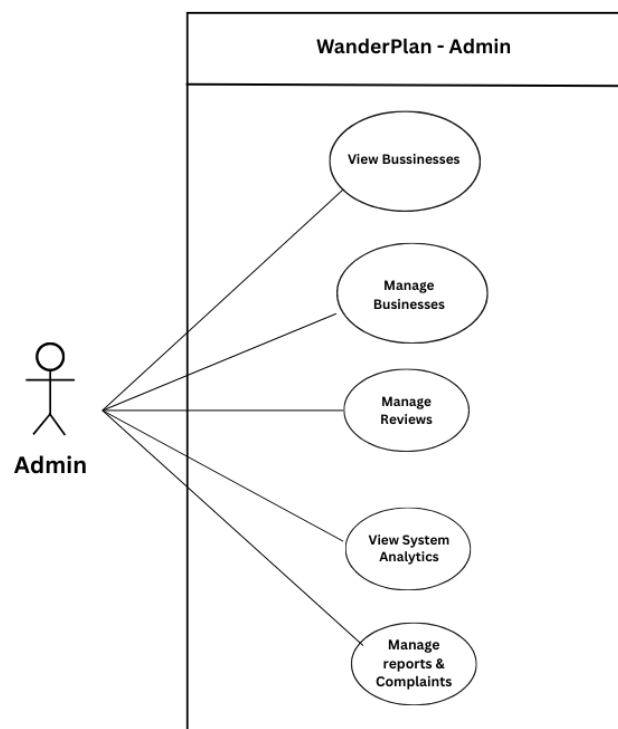 WanderPlan - Admin
View Bussinesses
Manage
Businesses
Manage
Reviews
Admin
View System
Analytics
Manage
reports &
Complaints